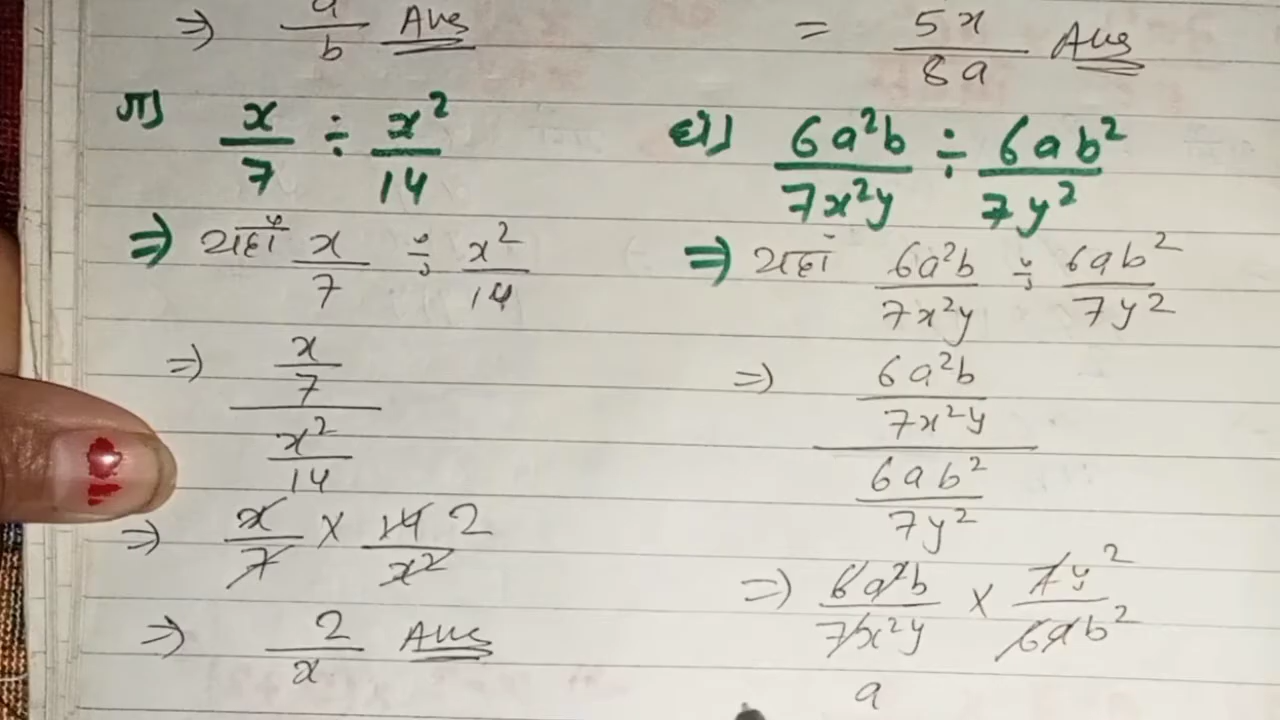 ⇒ a/b Ans
= 5x/8a Ans
ग) x/7 ÷ x²/14
⇒ यहाँ x/7 ÷ x²/14
⇒ (x/7)/(x²/14)
⇒ x/7 × 14 2/x²
⇒ 2/x Ans
घ) 6a²b/7x²y ÷ 6ab²/7y²
⇒ यहां 6a²b/7x²y ÷ 6ab²/7y²
⇒ (6a²b/7x²y)/(6ab²/7y²)
⇒ 6a²b/7x²y × 7y²/6ab²
a